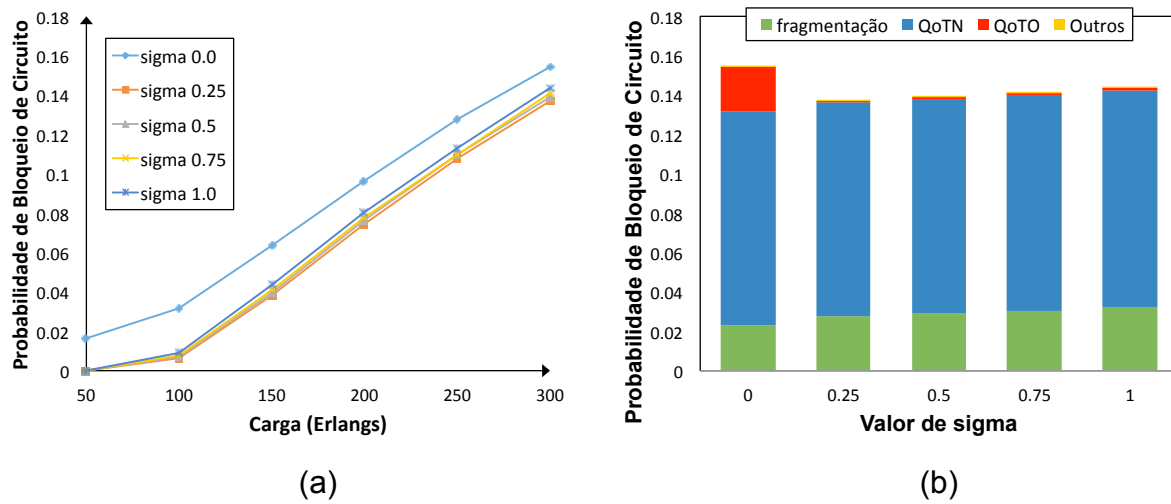 Probabilidade de Bloqueio de Circuito
0.18
0.16
0.14
0.12
0.1
0.08
0.06
0.04
0.02
0
sigma 0.0
sigma 0.25
sigma 0.5
sigma 0.75
sigma 1.0
50 100 150 200 250 300
Carga (Erlangs)
(a)
Probabilidade de Bloqueio de Circuito
0.18
0.16
0.14
0.12
0.1
0.08
0.06
0.04
0.02
0
fragmentação QoTN QoTO Outros
0 0.25 0.5 0.75 1
Valor de sigma
(b)